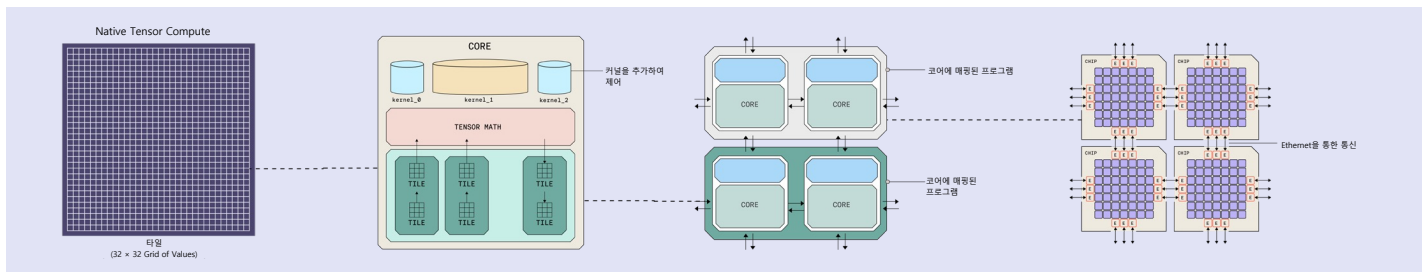 Native Tensor Compute
타일
(32 × 32 Grid of Values)
CORE
kernel_0
kernel_1
kernel_2
커널을 추가하여
제어
TENSOR MATH
TILE
TILE
TILE
TILE
TILE
TILE
CORE
CORE
코어에 매핑된 프로그램
CORE
CORE
코어에 매핑된
프로그램
CHIP
E E E
E
E
E
E
E
E
E E E
CHIP
E E E
E
E
E
E
E
E
E E E
Ethernet을 통한 통신
CHIP
E E E
E
E
E
E
E
E
E E E
CHIP
E E E
E
E
E
E
E
E
E E E